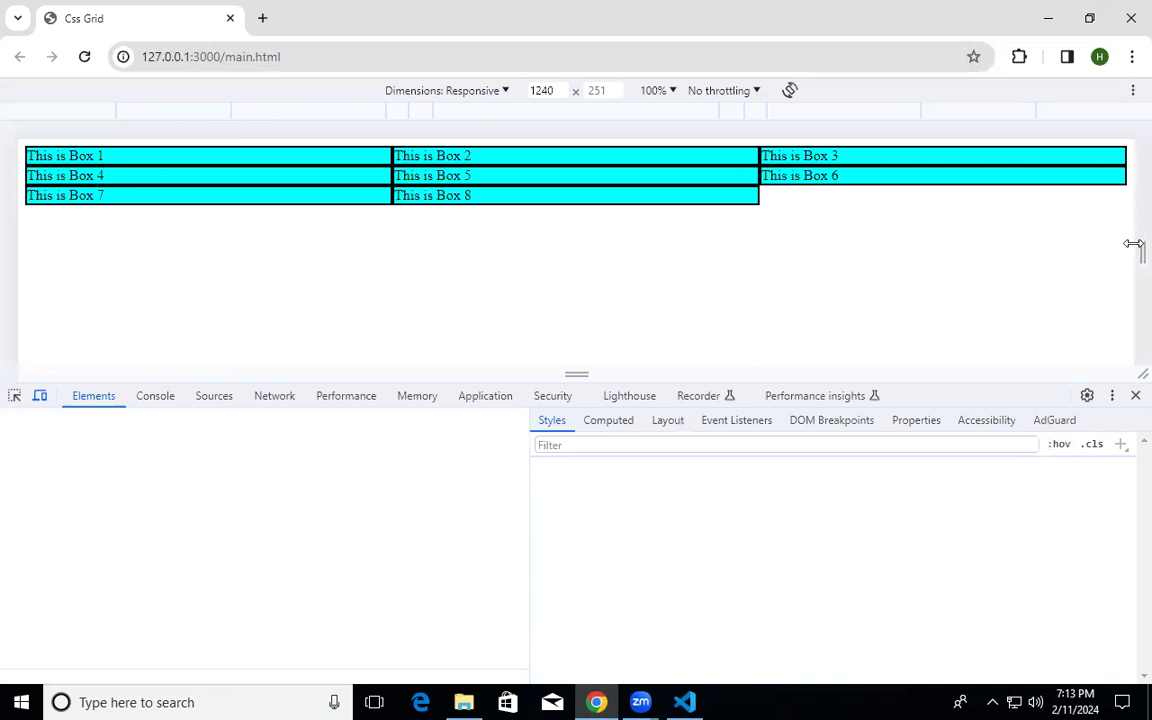 Css Grid
127.0.0.1:3000/main.html
H
Dimensions: Responsive 1240 × 251 100% No throttling
This is Box 1 This is Box 2 This is Box 3
This is Box 4 This is Box 5 This is Box 6
This is Box 7 This is Box 8
Elements Console Sources Network Performance Memory Application Security Lighthouse Recorder Performance insights
Styles Computed Layout Event Listeners DOM Breakpoints Properties Accessibility AdGuard
Filter :hov .cls
Type here to search zm 7:13 PM
2/11/2024